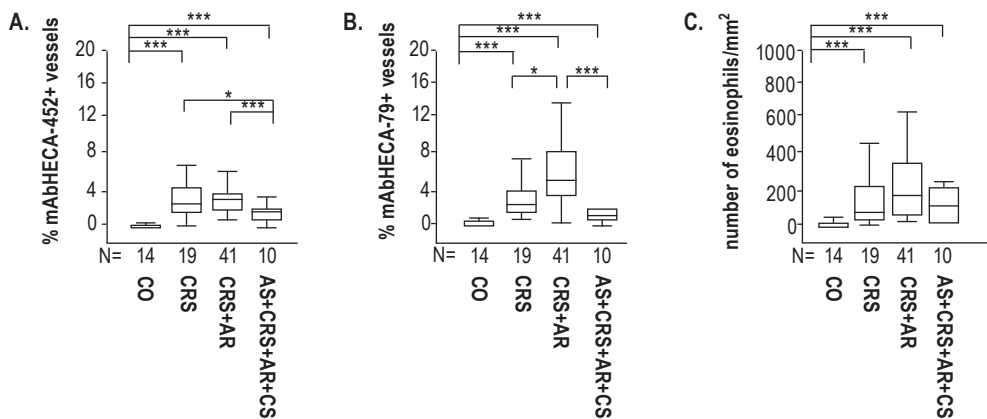 A.
***
***
***
*
***
% mAbHECA-452+ vessels
20
16
12
8
4
0
N= 14 19 41 10
CO
CRS
CRS+AR
AS+CRS+AR+CS
B.
***
***
***
*
***
% mAbHECA-79+ vessels
20
16
12
8
4
0
N= 14 19 41 10
CO
CRS
CRS+AR
AS+CRS+AR+CS
C.
***
***
***
number of eosinophils/mm²
1000
800
600
400
200
0
N= 14 19 41 10
CO
CRS
CRS+AR
AS+CRS+AR+CS